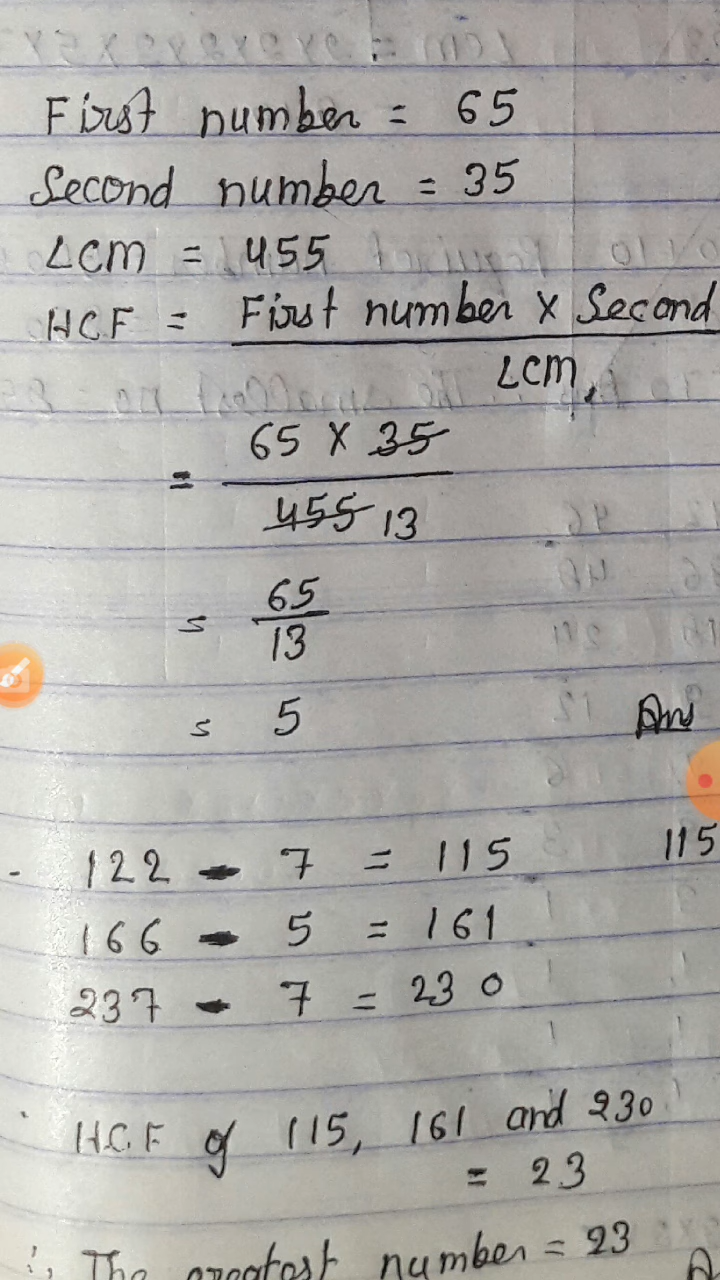 First number = 65
Second number = 35
LCM = 455
HCF = First number X Second
LCM
= 65 X 35
455 13
= 65
13
= 5 Ans
122 - 7 = 115 115
166 - 5 = 161
237 - 7 = 230
H.C.F of 115, 161 and 230
= 23
∴ The greatest number = 23 A